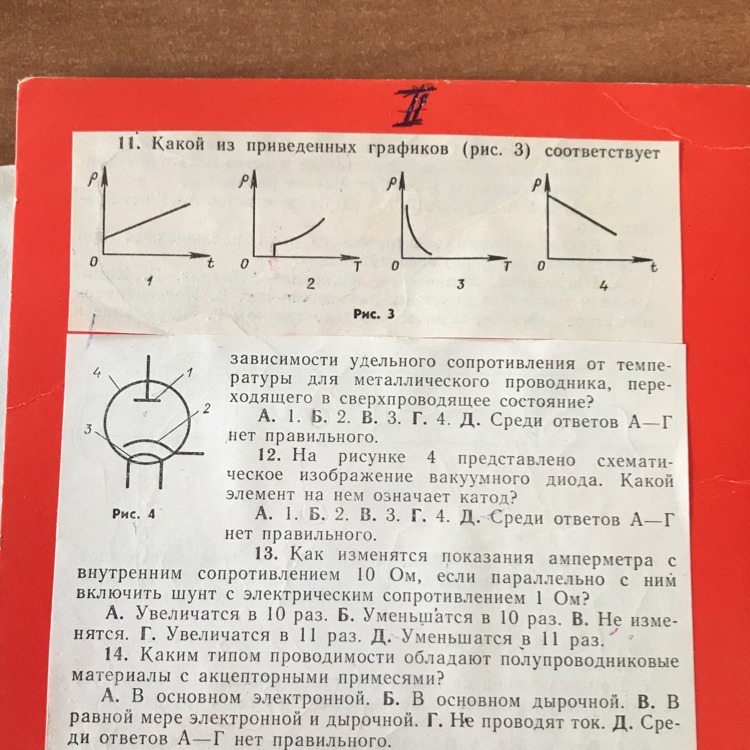 II
11. Какой из приведенных графиков (рис. 3) соответствует
ρ ρ ρ ρ
0 t 0 T 0 T 0 t
1 2 3 4
Рис. 3
зависимости удельного сопротивления от темпе-
ратуры для металлического проводника, пере-
ходящего в сверхпроводящее состояние?
А. 1. Б. 2. В. 3. Г. 4. Д. Среди ответов А—Г
нет правильного.
4 1
3 2
Рис. 4
12. На рисунке 4 представлено схемати-
ческое изображение вакуумного диода. Какой
элемент на нем означает катод?
А. 1. Б. 2. В. 3. Г. 4. Д. Среди ответов А—Г
нет правильного.
13. Как изменятся показания амперметра с
внутренним сопротивлением 10 Ом, если параллельно с ним
включить шунт с электрическим сопротивлением 1 Ом?
А. Увеличатся в 10 раз. Б. Уменьшатся в 10 раз. В. Не изме-
нятся. Г. Увеличатся в 11 раз. Д. Уменьшатся в 11 раз.
14. Каким типом проводимости обладают полупроводниковые
материалы с акцепторными примесями?
А. В основном электронной. Б. В основном дырочной. В. В
равной мере электронной и дырочной. Г. Не проводят ток. Д. Сре-
ди ответов А—Г нет правильного.